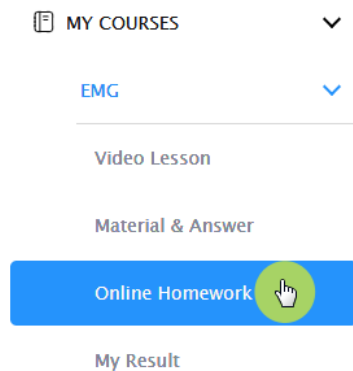 MY COURSES
EMG
Video Lesson
Material & Answer
Online Homework
My Result